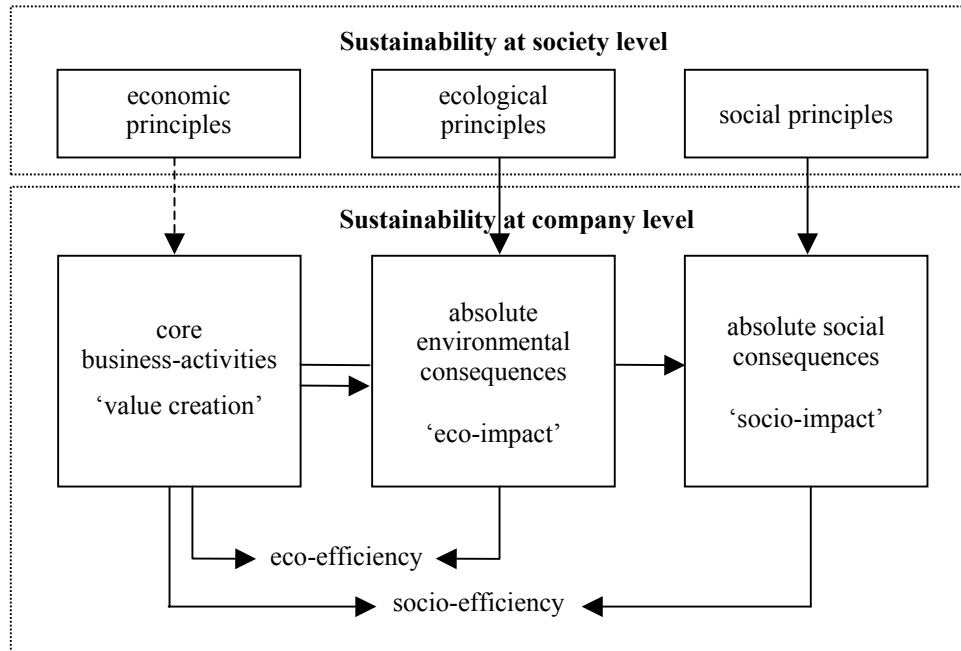 Sustainability at society level
economic
principles
ecological
principles
social principles
Sustainability at company level
core
business-activities
‘value creation’
absolute
environmental
consequences
‘eco-impact’
absolute social
consequences
‘socio-impact’
eco-efficiency
socio-efficiency